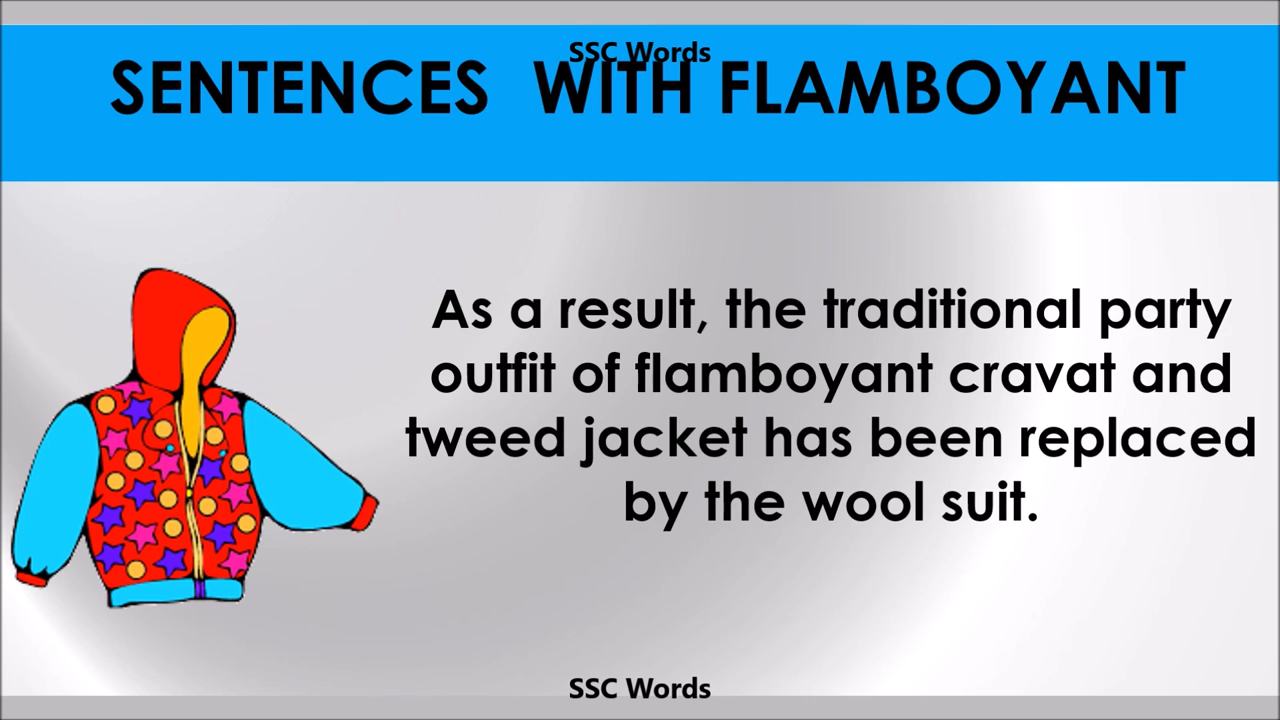 SSC Words
SENTENCES WITH FLAMBOYANT
As a result, the traditional party
outfit of flamboyant cravat and
tweed jacket has been replaced
by the wool suit.
SSC Words